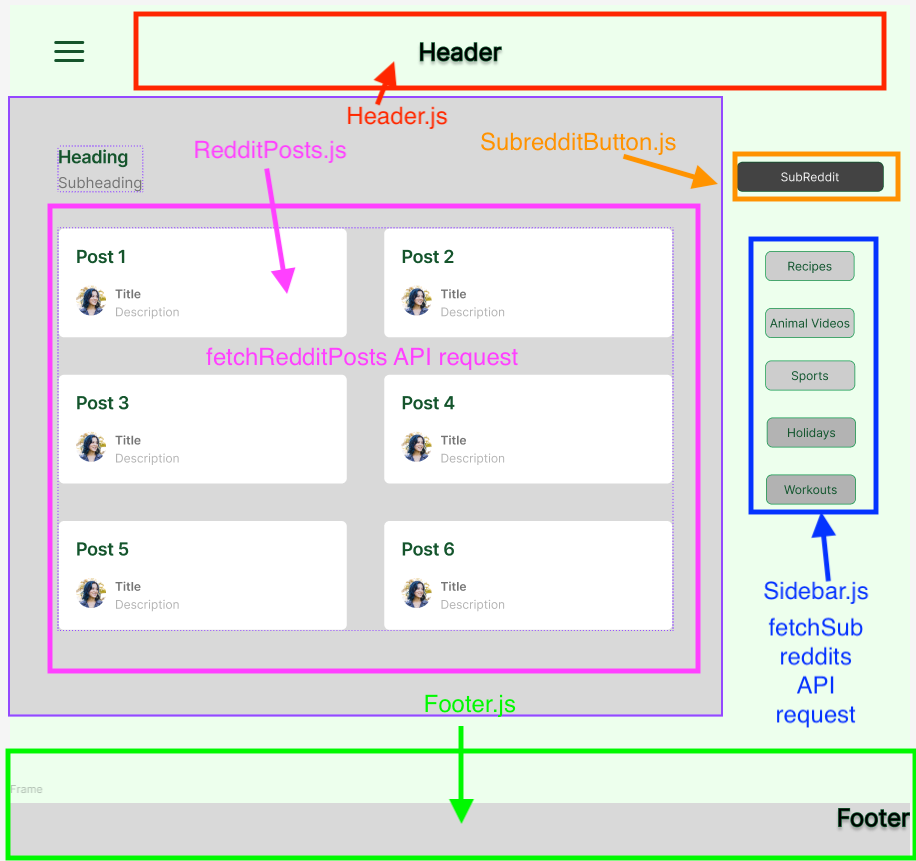 Header
Header.js
RedditPosts.js
SubredditButton.js
Heading
Subheading
SubReddit
Post 1
Title
Description
Post 2
Title
Description
Recipes
Animal Videos
Sports
Holidays
Workouts
fetchRedditPosts API request
Post 3
Title
Description
Post 4
Title
Description
Post 5
Title
Description
Post 6
Title
Description
Sidebar.js
fetchSub
reddits
API
request
Footer.js
Frame
Footer